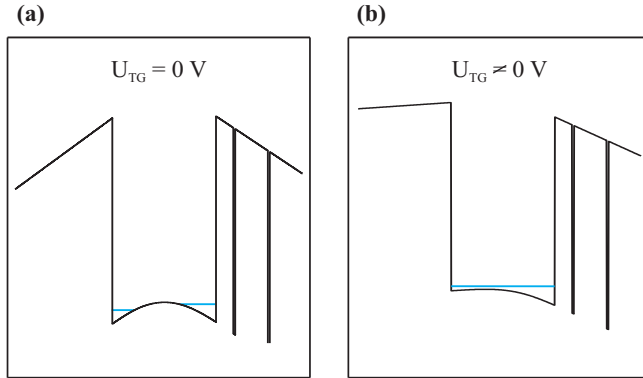 (a)
U_TG = 0 V
(b)
U_TG ≠ 0 V